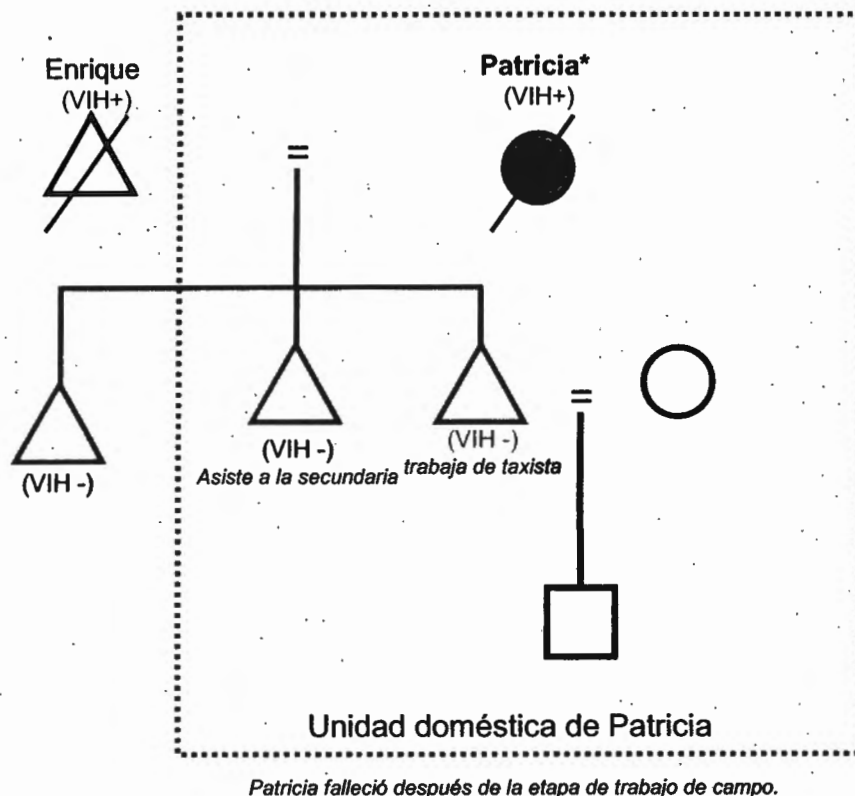 Enrique
(VIH+)
Patricia*
(VIH+)
=
=
(VIH -)
(VIH -)
Asiste a la secundaria
(VIH -)
trabaja de taxista
Unidad doméstica de Patricia
Patricia falleció después de la etapa de trabajo de campo.